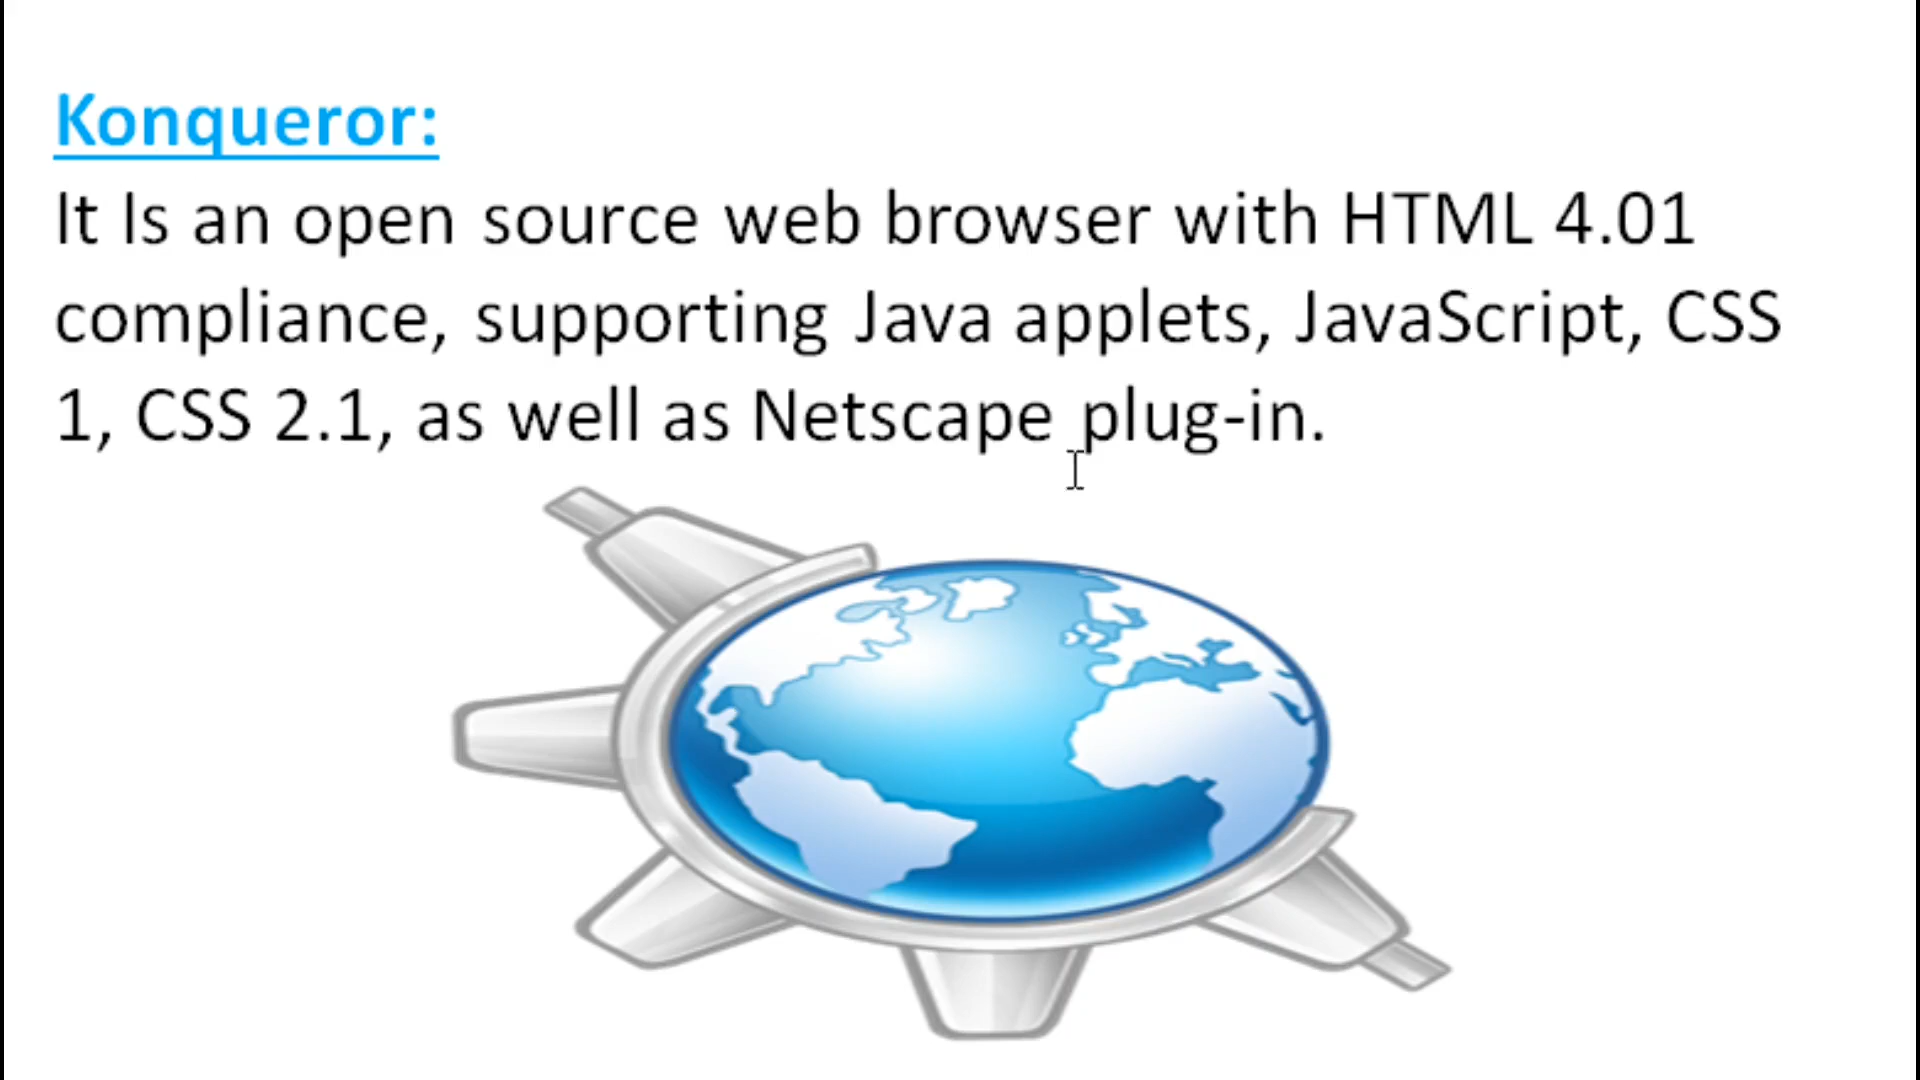 Konqueror:
It Is an open source web browser with HTML 4.01
compliance, supporting Java applets, JavaScript, CSS
1, CSS 2.1, as well as Netscape plug-in.